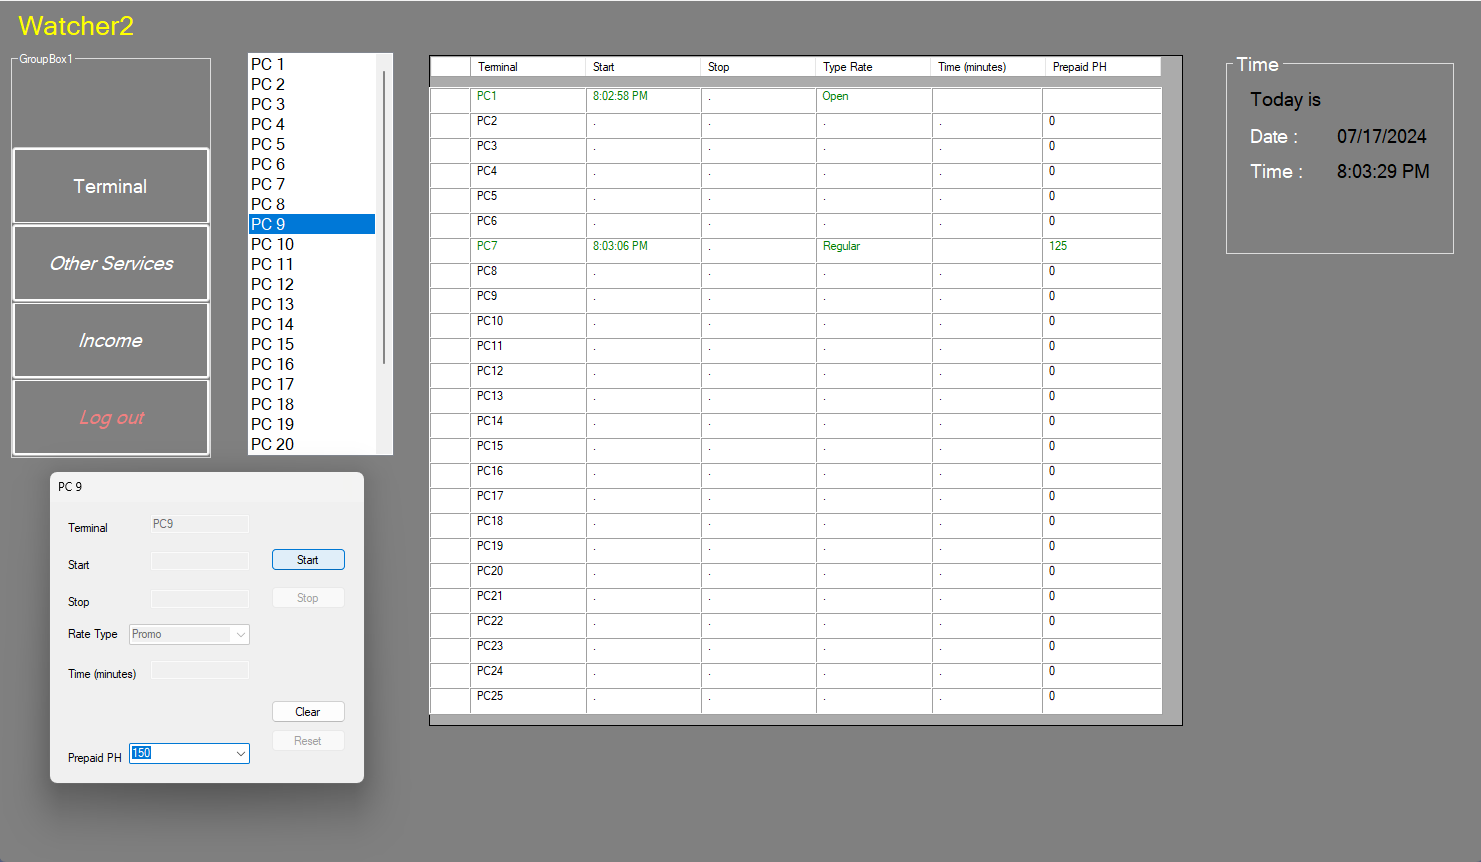 Watcher2
GroupBox1
Terminal
Other Services
Income
Log out
PC 1
PC 2
PC 3
PC 4
PC 5
PC 6
PC 7
PC 8
PC 9
PC 10
PC 11
PC 12
PC 13
PC 14
PC 15
PC 16
PC 17
PC 18
PC 19
PC 20
PC 9
Terminal PC9
Start Start
Stop Stop
Rate Type Promo
Time (minutes)
Clear
Reset
Prepaid PH 150
Terminal Start Stop Type Rate Time (minutes) Prepaid PH
PC1 8:02:58 PM . Open
PC2 . . . . 0
PC3 . . . . 0
PC4 . . . . 0
PC5 . . . . 0
PC6 . . . . 0
PC7 8:03:06 PM . Regular 125
PC8 . . . . 0
PC9 . . . . 0
PC10 . . . . 0
PC11 . . . . 0
PC12 . . . . 0
PC13 . . . . 0
PC14 . . . . 0
PC15 . . . . 0
PC16 . . . . 0
PC17 . . . . 0
PC18 . . . . 0
PC19 . . . . 0
PC20 . . . . 0
PC21 . . . . 0
PC22 . . . . 0
PC23 . . . . 0
PC24 . . . . 0
PC25 . . . . 0
Time
Today is
Date : 07/17/2024
Time : 8:03:29 PM